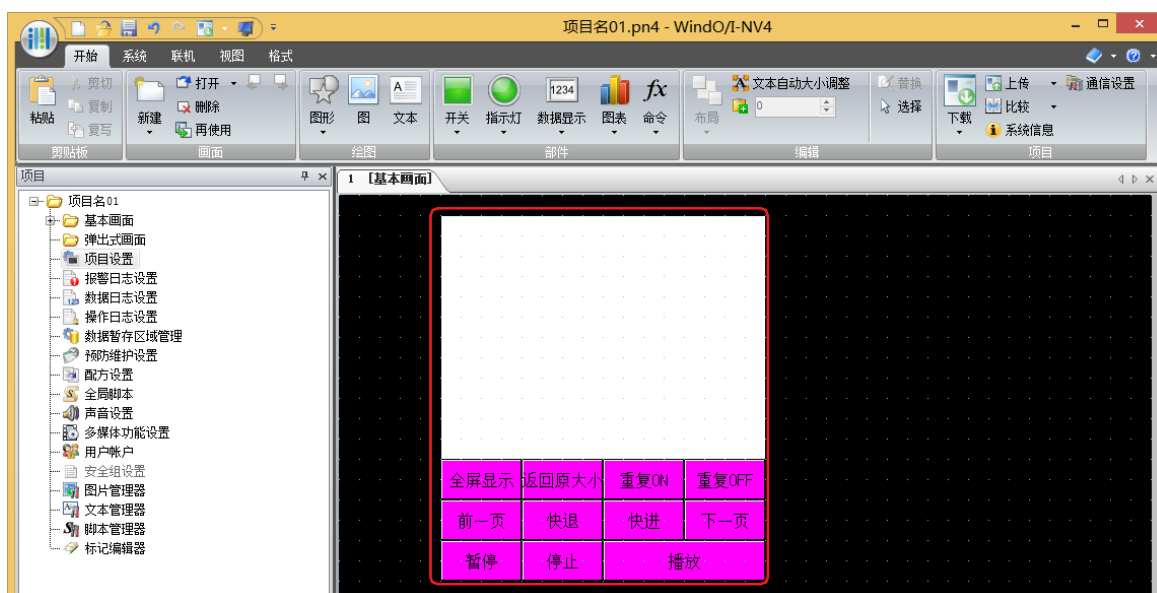 项目名01.pn4 - WindO/I-NV4
开始 系统 联机 视图 格式
剪切 打开 文本自动大小调整 替换 上传 通信设置
复制 删除 1234 fx 0 选择 比较
粘贴 复写 新建 再使用 图形 图 文本 开关 指示灯 数据显示 图表 命令 布局 下载 系统信息
剪贴板 画面 绘图 部件 编辑 项目
项目 1 [基本画面]
项目名01
基本画面
弹出式画面
项目设置
报警日志设置
数据日志设置
操作日志设置
数据暂存区域管理
预防维护设置
配方设置
全局脚本
声音设置
多媒体功能设置
用户帐户
安全组设置
图片管理器
文本管理器
脚本管理器
标记编辑器
全屏显示 返回原大小 重复ON 重复OFF
前一页 快退 快进 下一页
暂停 停止 播放